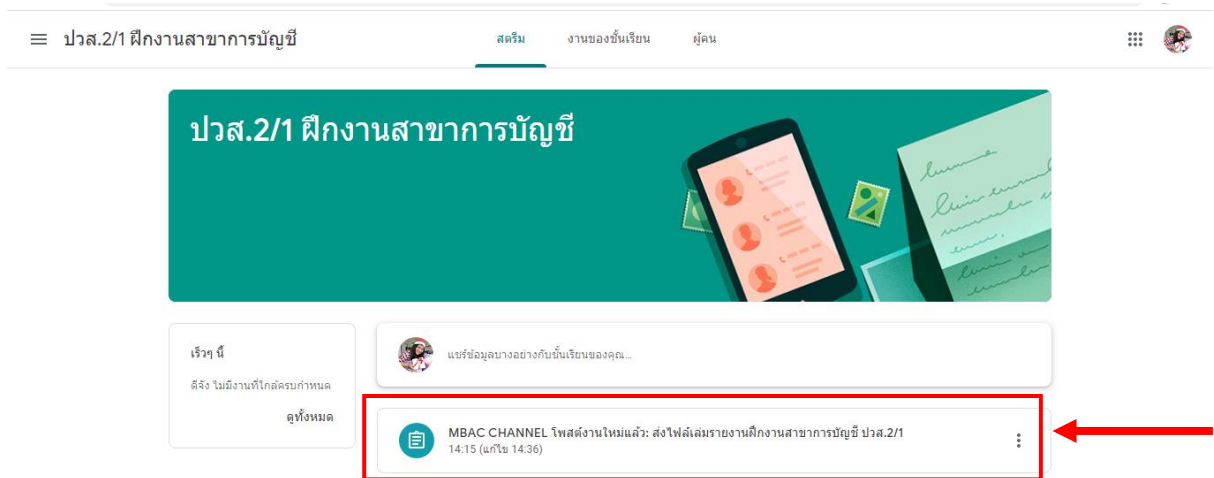 ปวส.2/1 ฝึกงานสาขาการบัญชี
สตรีม งานของชั้นเรียน ผู้คน
ปวส.2/1 ฝึกงานสาขาการบัญชี
เร็วๆ นี้
ดีจัง ไม่มีงานที่ใกล้ครบกำหนด
ดูทั้งหมด
แชร์ข้อมูลบางอย่างกับชั้นเรียนของคุณ...
MBAC CHANNEL โพสต์งานใหม่แล้ว: ส่งไฟล์เล่มรายงานฝึกงานสาขาการบัญชี ปวส.2/1
14:15 (แก้ไข 14:36)